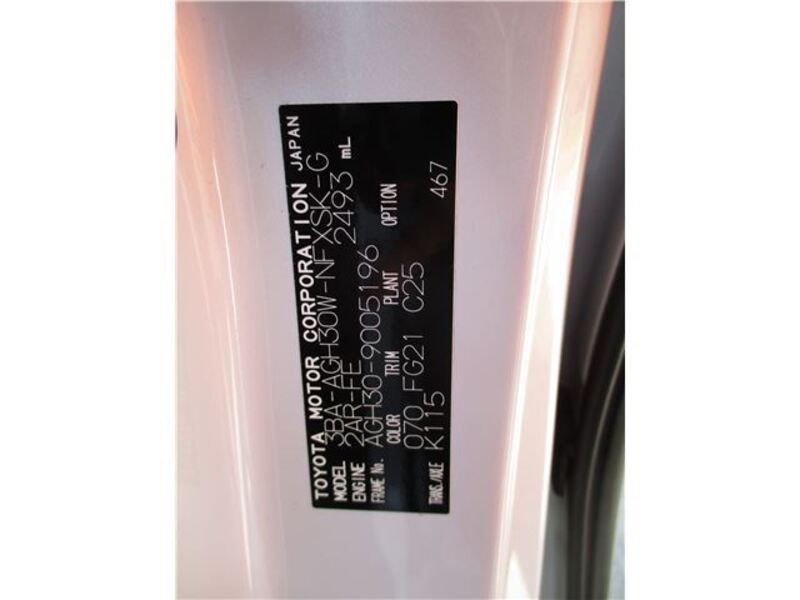 TOYOTA MOTOR CORPORATION JAPAN
MODEL 3BA-AGH30W-NFXSK-G
ENGINE 2AR-FE 2493 mL
FRAME No. AGH30-9005196
COLOR TRIM PLANT OPTION
070 FG21 C25
TRANS./AXLE K115 467